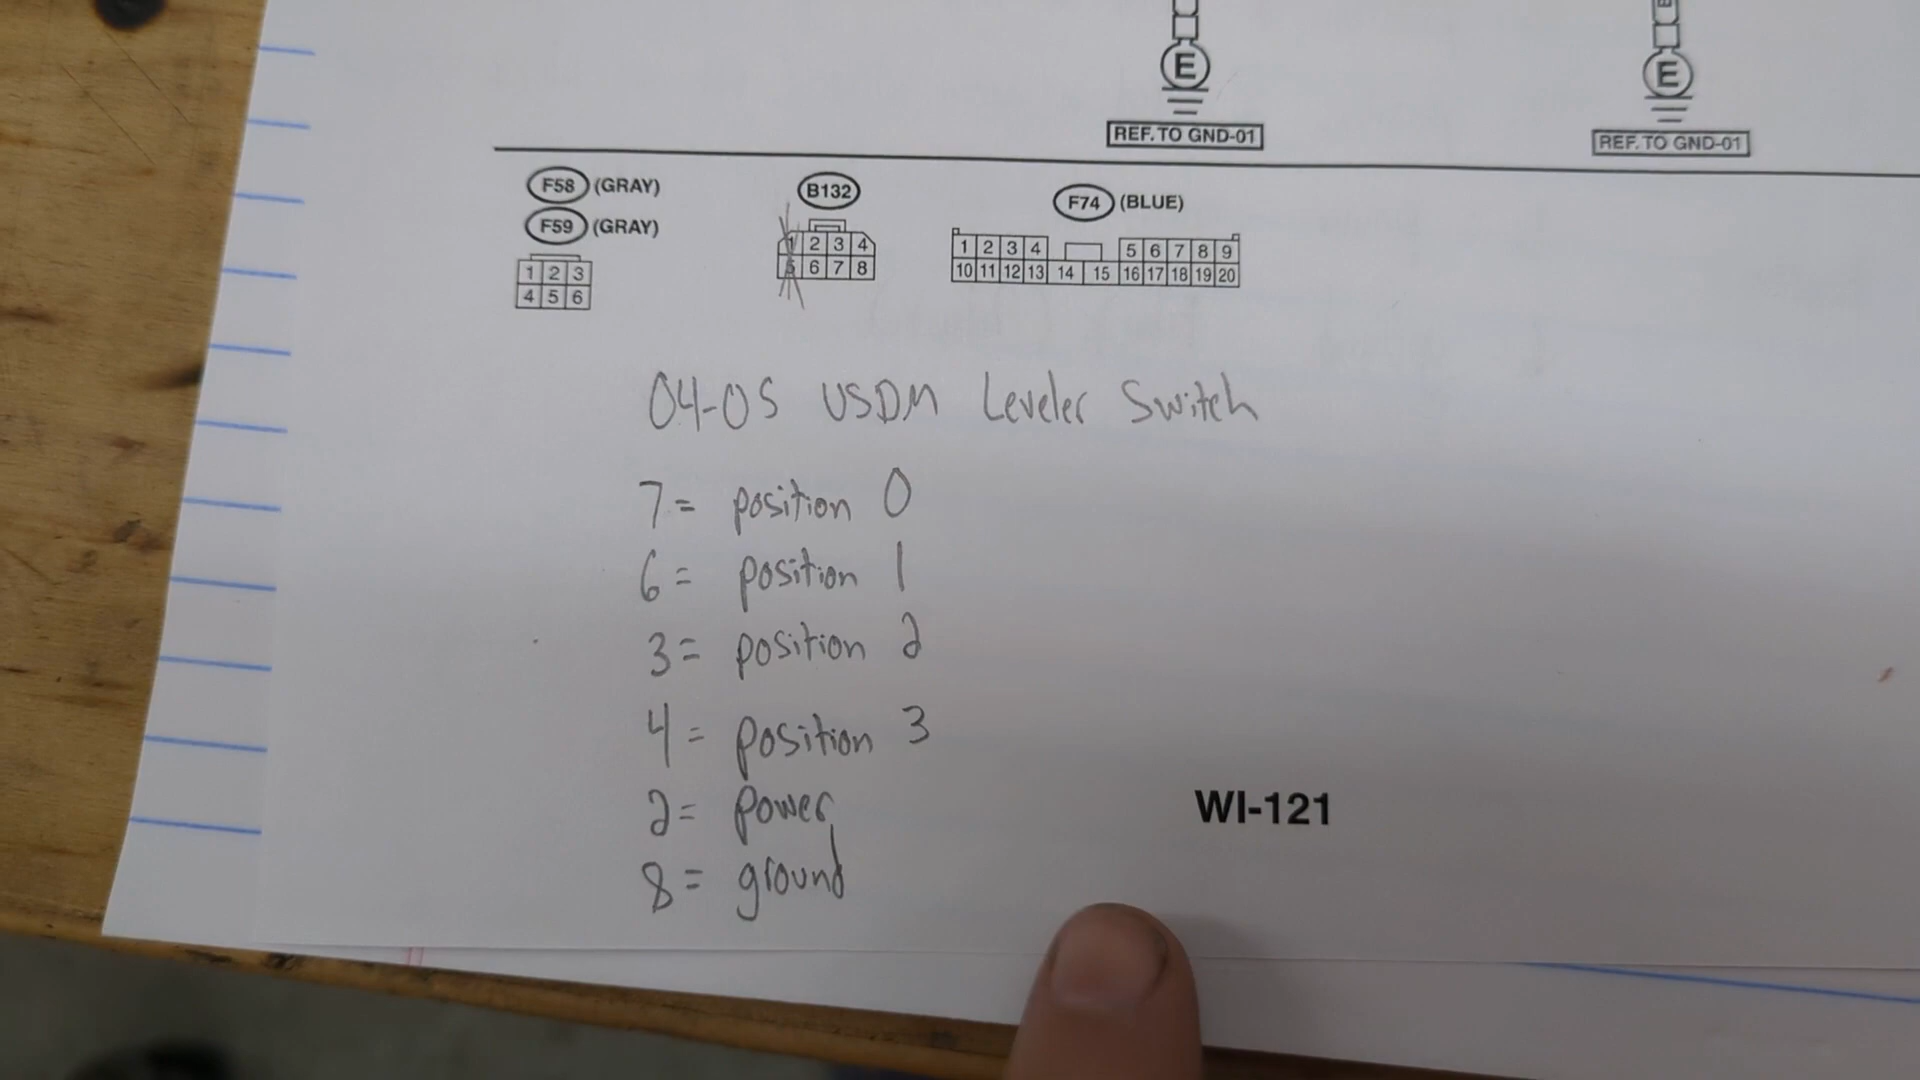 E E
REF. TO GND-01 REF. TO GND-01
F58 (GRAY) B132 F74 (BLUE)
F59 (GRAY)
1 2 3 4 1 2 3 4 5 6 7 8 9
1 2 3 5 6 7 8 10 11 12 13 14 15 16 17 18 19 20
4 5 6
04-05 USDM Leveler Switch
7= position 0
6= position 1
3= position 2
4= position 3
2= power
8= ground
WI-121